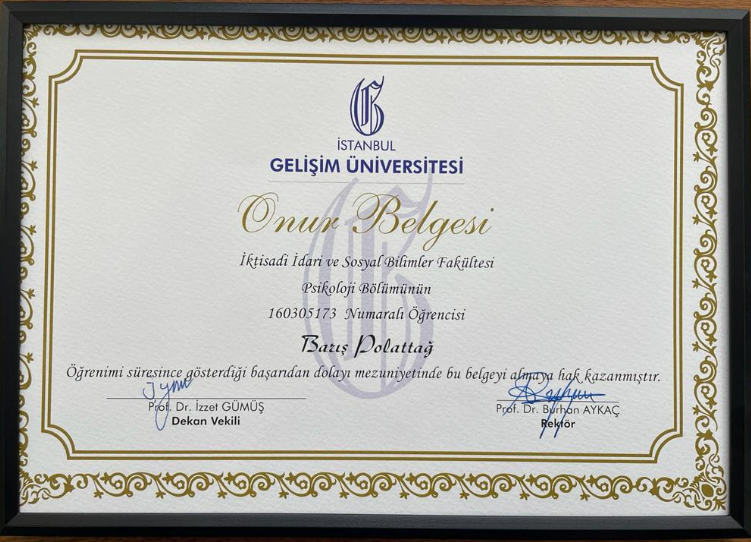 İSTANBUL
GELİŞİM ÜNİVERSİTESİ
Onur Belgesi
İktisadi İdari ve Sosyal Bilimler Fakültesi
Psikoloji Bölümünün
160305173 Numaralı Öğrencisi
Barış Polattağ
Öğrenimi süresince gösterdiği başarıdan dolayı mezuniyetinde bu belgeyi almaya hak kazanmıştır.
Prof. Dr. İzzet GÜMÜŞ
Dekan Vekili
Prof. Dr. Burhan AYKAÇ
Rektör